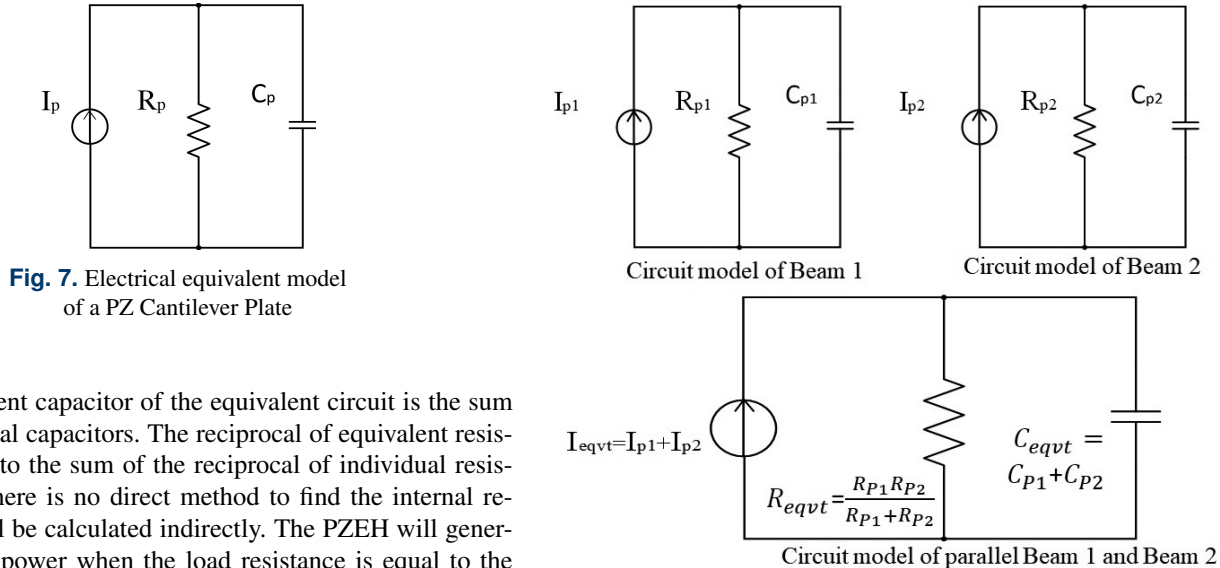 Ip
Rp
Cp
Fig. 7. Electrical equivalent model
of a PZ Cantilever Plate
ent capacitor of the equivalent circuit is the sum
al capacitors. The reciprocal of equivalent resis-
to the sum of the reciprocal of individual resis-
here is no direct method to find the internal re-
l be calculated indirectly. The PZEH will gener-
power when the load resistance is equal to the
Ip1
Rp1
Cp1
Circuit model of Beam 1
Ip2
Rp2
Cp2
Circuit model of Beam 2
Ieqvt=Ip1+Ip2
Reqvt=RP1RP2/RP1+RP2
Ceqvt =
CP1+CP2
Circuit model of parallel Beam 1 and Beam 2